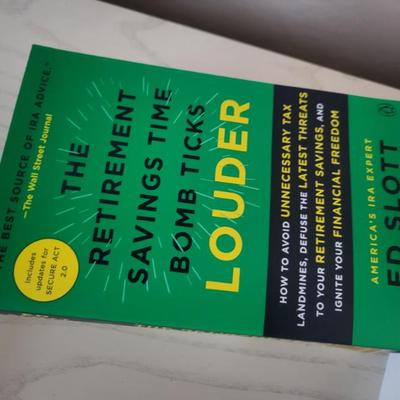 THE BEST SOURCE OF IRA ADVICE."
—The Wall Street Journal
THE
RETIREMENT
SAVINGS TIME
BOMB TICKS
LOUDER
Includes
updates for
SECURE ACT
2.0
HOW TO AVOID UNNECESSARY TAX
LANDMINES, DEFUSE THE LATEST THREATS
TO YOUR RETIREMENT SAVINGS, AND
IGNITE YOUR FINANCIAL FREEDOM
AMERICA'S IRA EXPERT
ED SLOTT